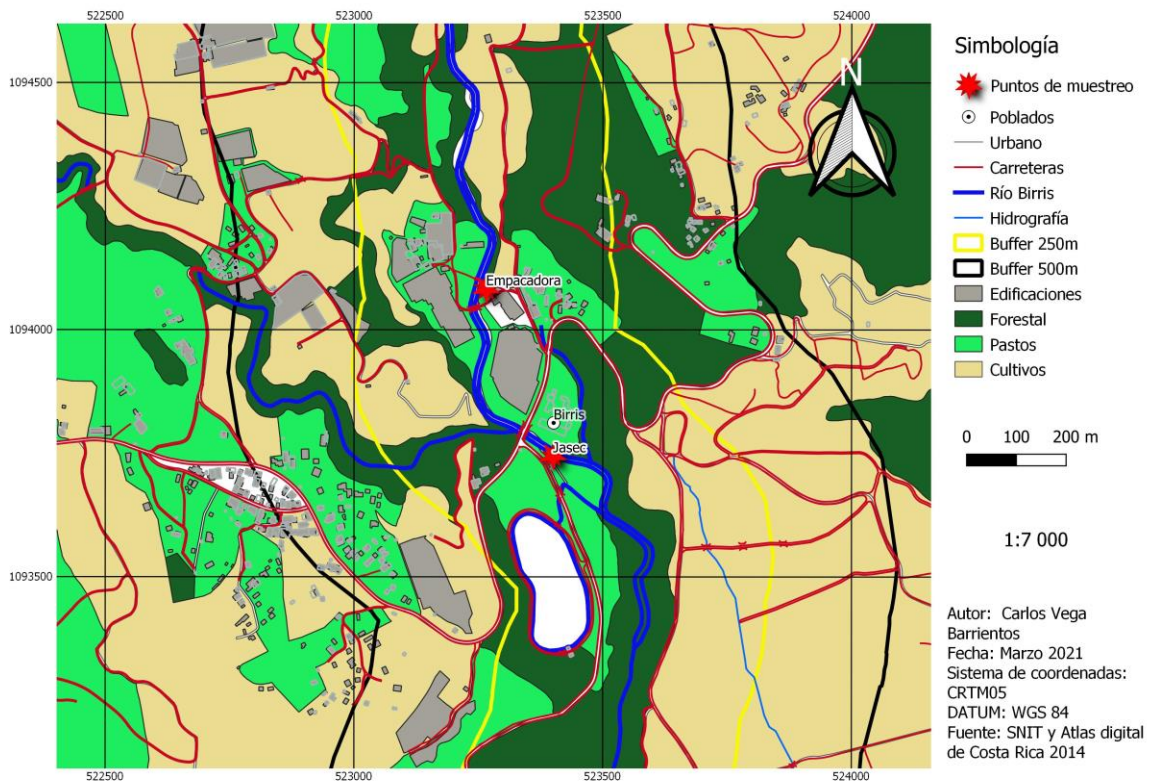 522500 523000 523500 524000
1094500
1094000
1093500
Empacadora
Birris
Jasec
522500 523000 523500 524000
N
Simbología
Puntos de muestreo
Poblados
Urbano
Carreteras
Río Birris
Hidrografía
Buffer 250m
Buffer 500m
Edificaciones
Forestal
Pastos
Cultivos
0 100 200 m
1:7 000
Autor: Carlos Vega
Barrientos
Fecha: Marzo 2021
Sistema de coordenadas:
CRTM05
DATUM: WGS 84
Fuente: SNIT y Atlas digital
de Costa Rica 2014